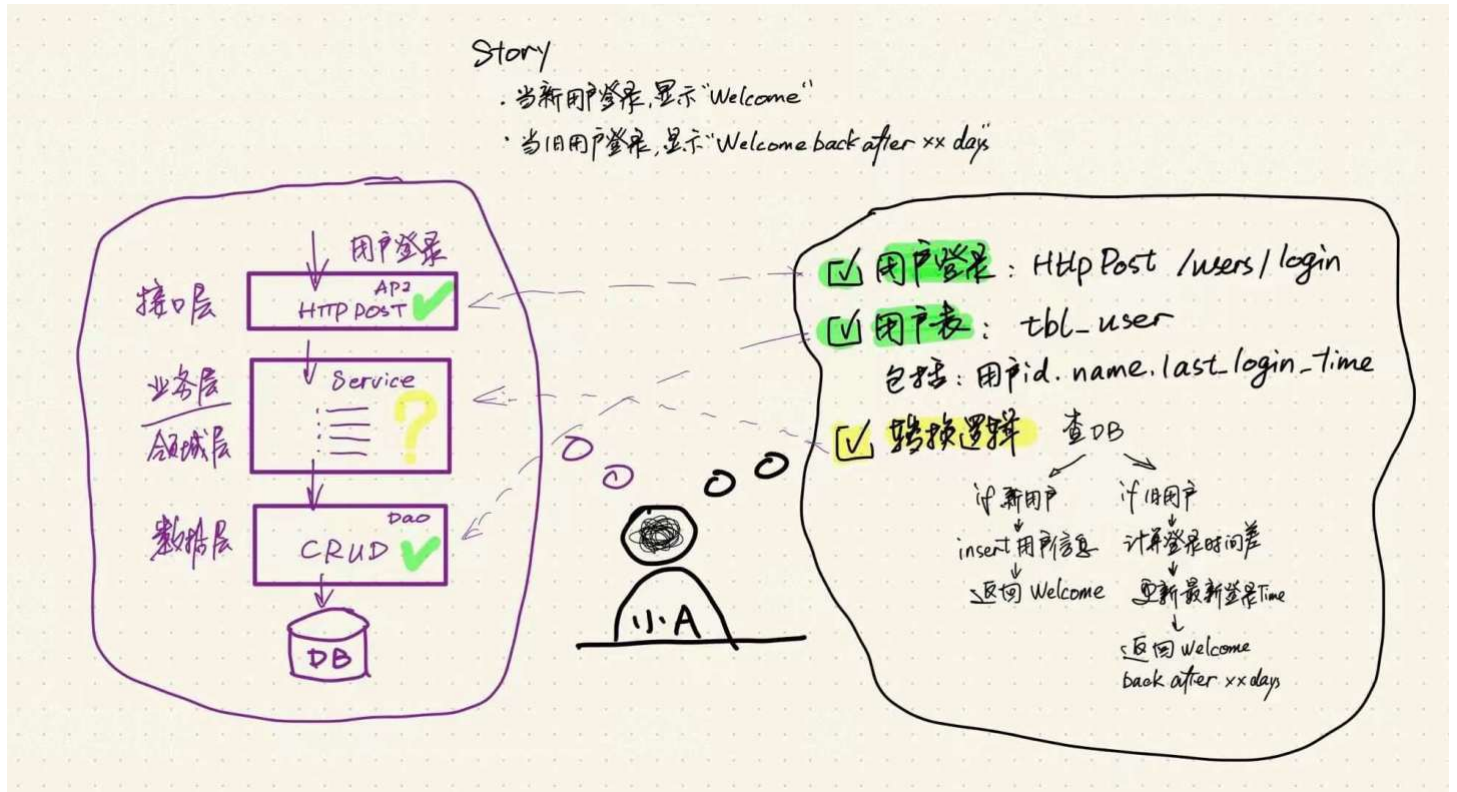 Story
· 当新用户登录,显示"Welcome"
· 当旧用户登录,显示"Welcome back after xx days"
用户登录
接口层
API
HTTP POST
业务层
领域层
Service
?
数据层
Dao
CRUD
DB
小A
用户登录: Http Post /users/login
用户表: tbl_user
包括: 用户id. name. last_login_time
转换逻辑 查DB
if 新用户
insert 用户信息
返回 Welcome
if 旧用户
计算登录时间差
更新最新登录Time
返回 Welcome
back after xx days